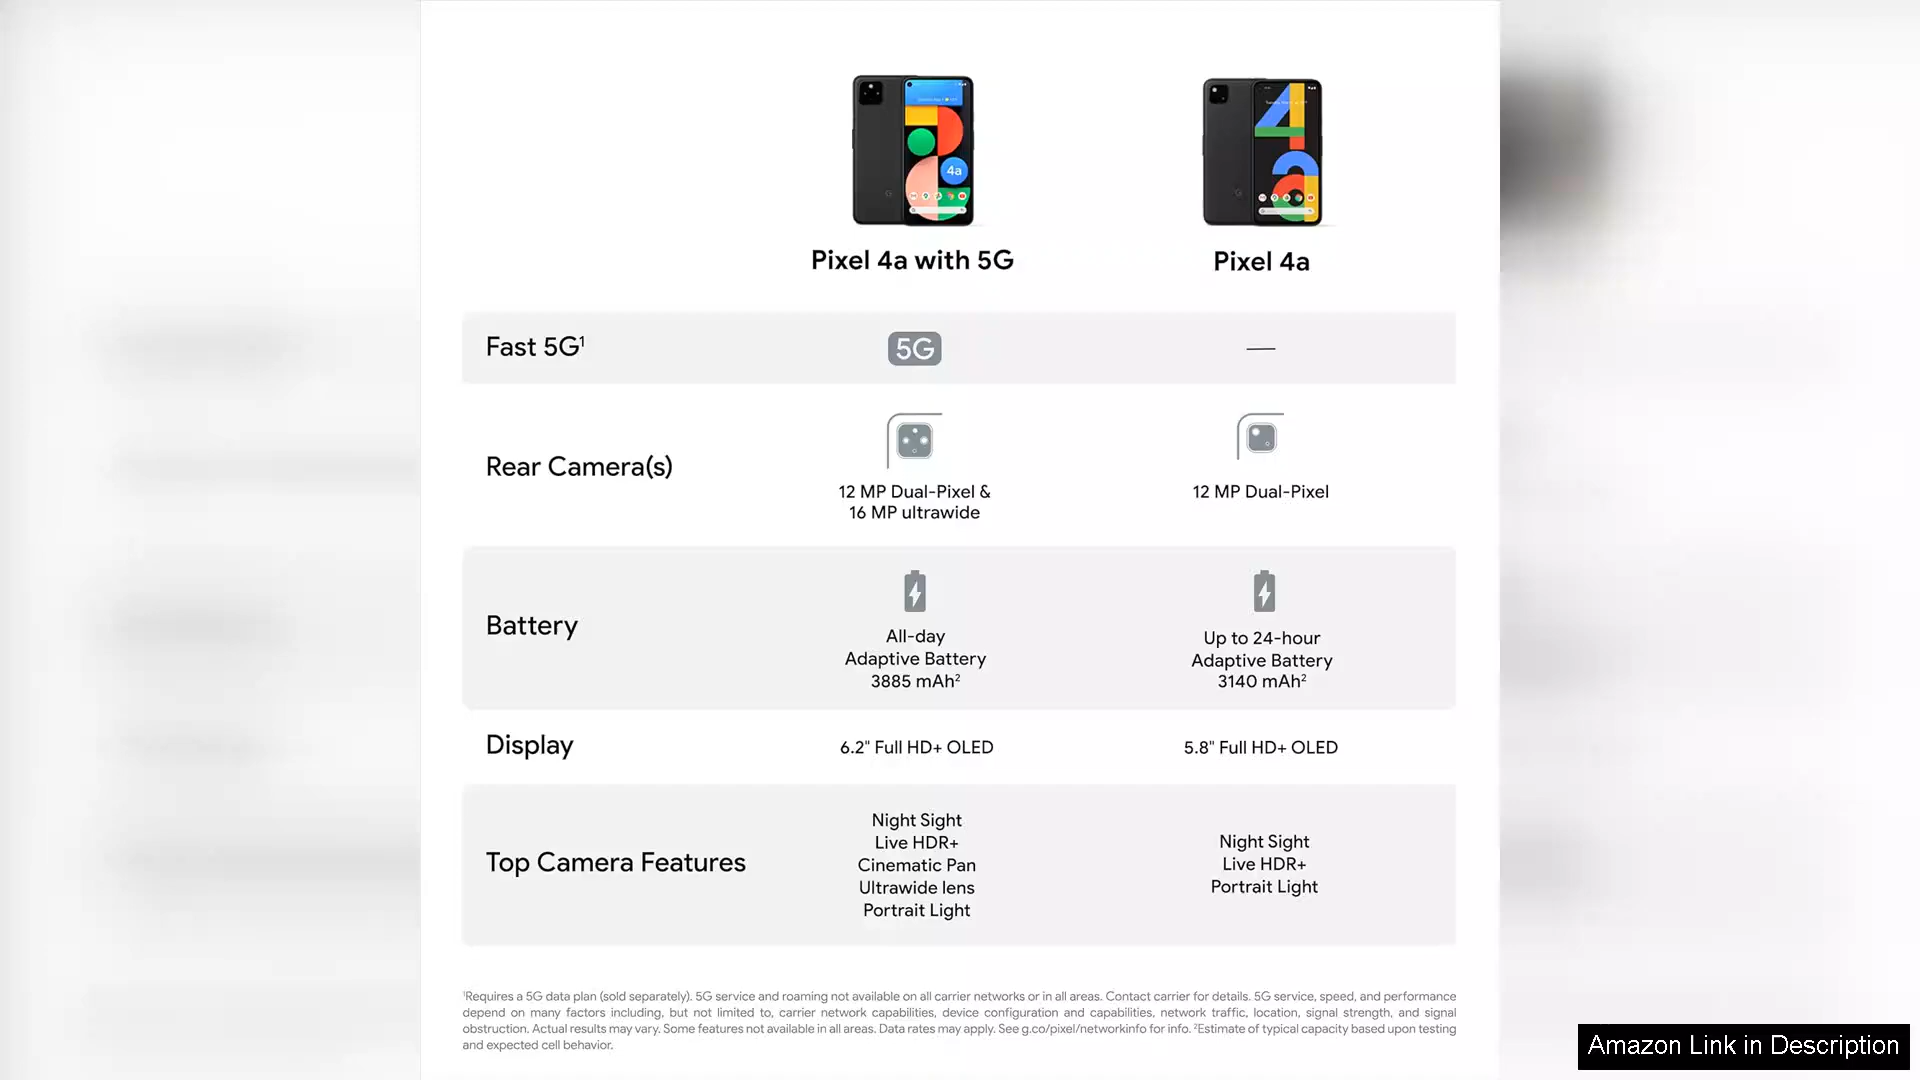 4a
Pixel 4a with 5G
Pixel 4a
Fast 5G¹
5G
—
Rear Camera(s)
12 MP Dual-Pixel &
16 MP ultrawide
12 MP Dual-Pixel
Battery
All-day
Adaptive Battery
3885 mAh²
Up to 24-hour
Adaptive Battery
3140 mAh²
Display
6.2" Full HD+ OLED
5.8" Full HD+ OLED
Top Camera Features
Night Sight
Live HDR+
Cinematic Pan
Ultrawide lens
Portrait Light
Night Sight
Live HDR+
Portrait Light
¹Requires a 5G data plan (sold separately). 5G service and roaming not available on all carrier networks or in all areas. Contact carrier for details. 5G service, speed, and performance
depend on many factors including, but not limited to, carrier network capabilities, device configuration and capabilities, network traffic, location, signal strength, and signal
obstruction. Actual results may vary. Some features not available in all areas. Data rates may apply. See g.co/pixel/networkinfo for info. ²Estimate of typical capacity based upon testing
and expected cell behavior.
Amazon Link in Description